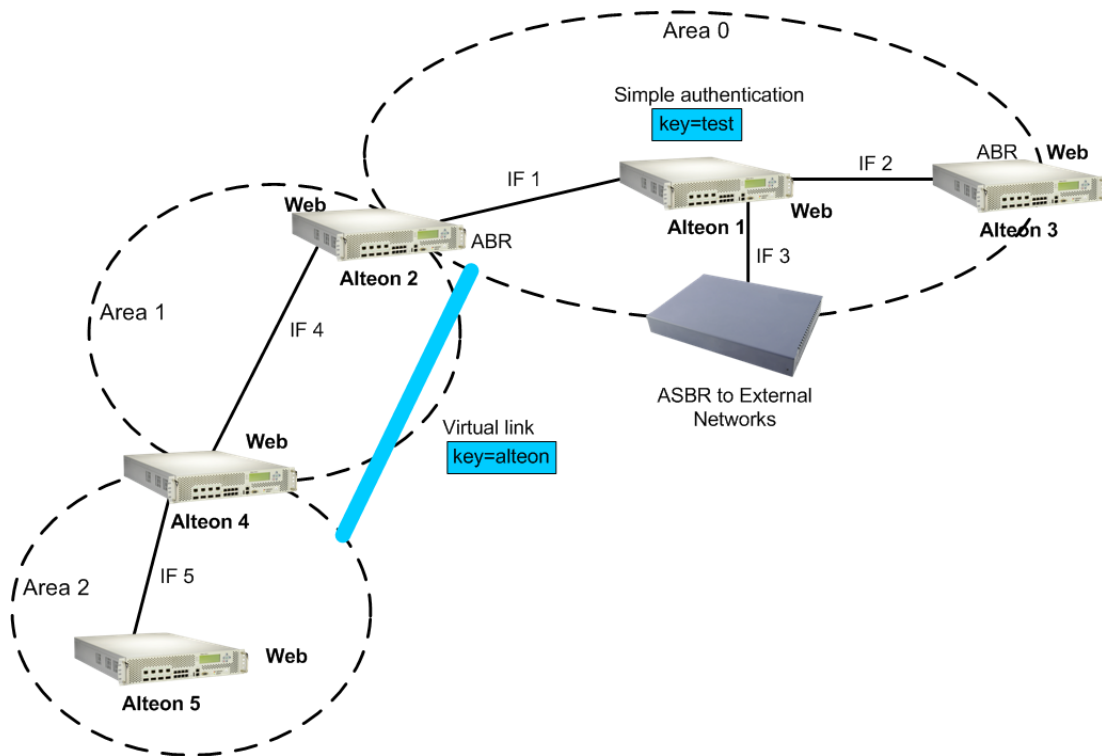 Area 0
Simple authentication
key=test
ABR
Web
IF 2
IF 1
Web
Web
Alteon 1
Alteon 3
ABR
Alteon 2
IF 3
Area 1
IF 4
ASBR to External
Networks
Virtual link
key=alteon
Web
Alteon 4
IF 5
Area 2
Web
Alteon 5